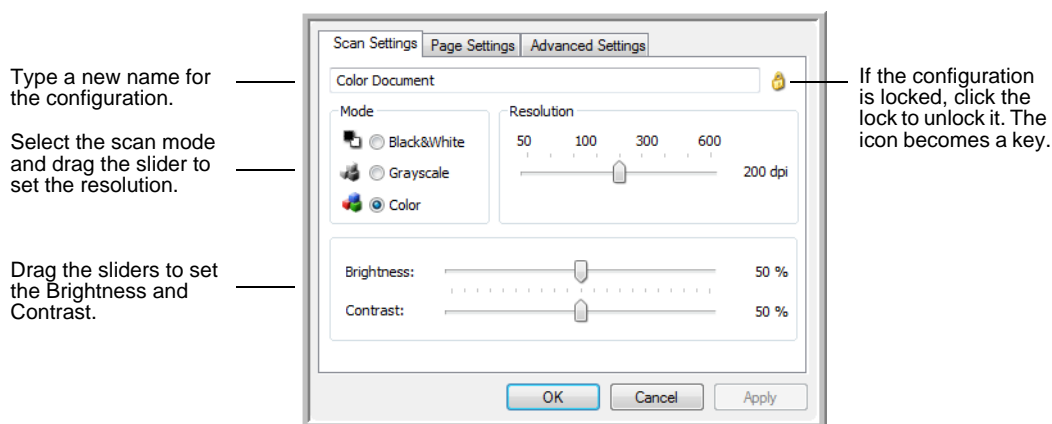 Scan Settings Page Settings Advanced Settings
Type a new name for
the configuration.
Color Document
If the configuration
is locked, click the
lock to unlock it. The
icon becomes a key.
Select the scan mode
and drag the slider to
set the resolution.
Mode
Black&White
Grayscale
Color
Resolution
50 100 300 600
200 dpi
Drag the sliders to set
the Brightness and
Contrast.
Brightness: 50 %
Contrast: 50 %
OK Cancel Apply